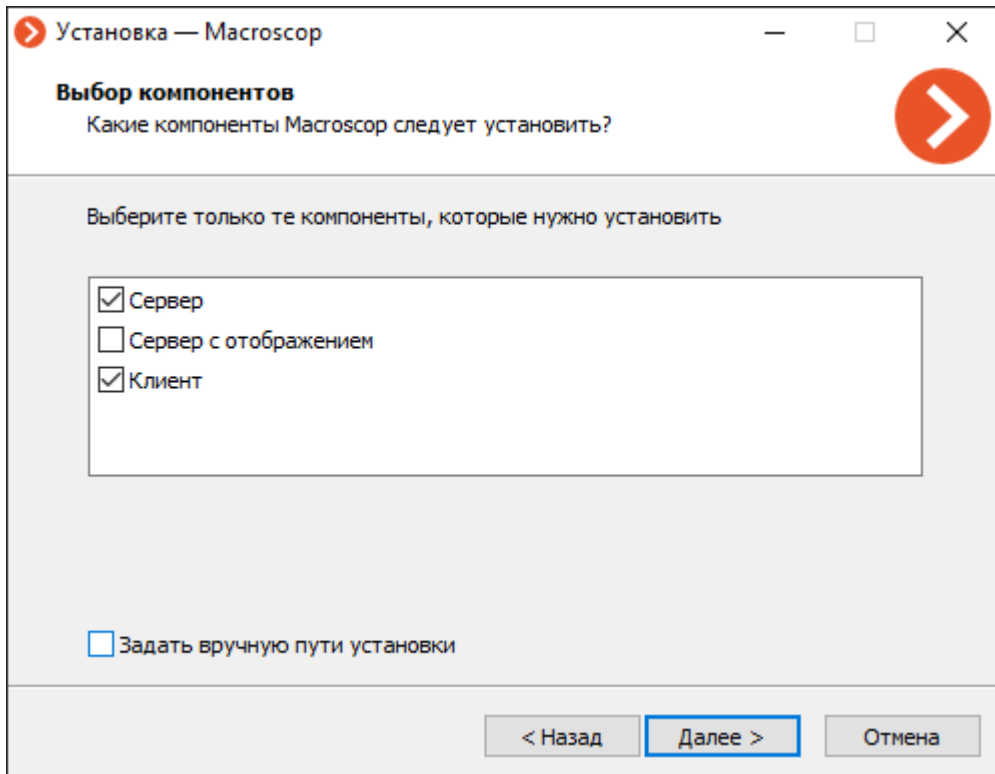 Установка — Macroscop
Выбор компонентов
Какие компоненты Macroscop следует установить?
Выберите только те компоненты, которые нужно установить
Сервер
Сервер с отображением
Клиент
Задать вручную пути установки
< Назад
Далее >
Отмена